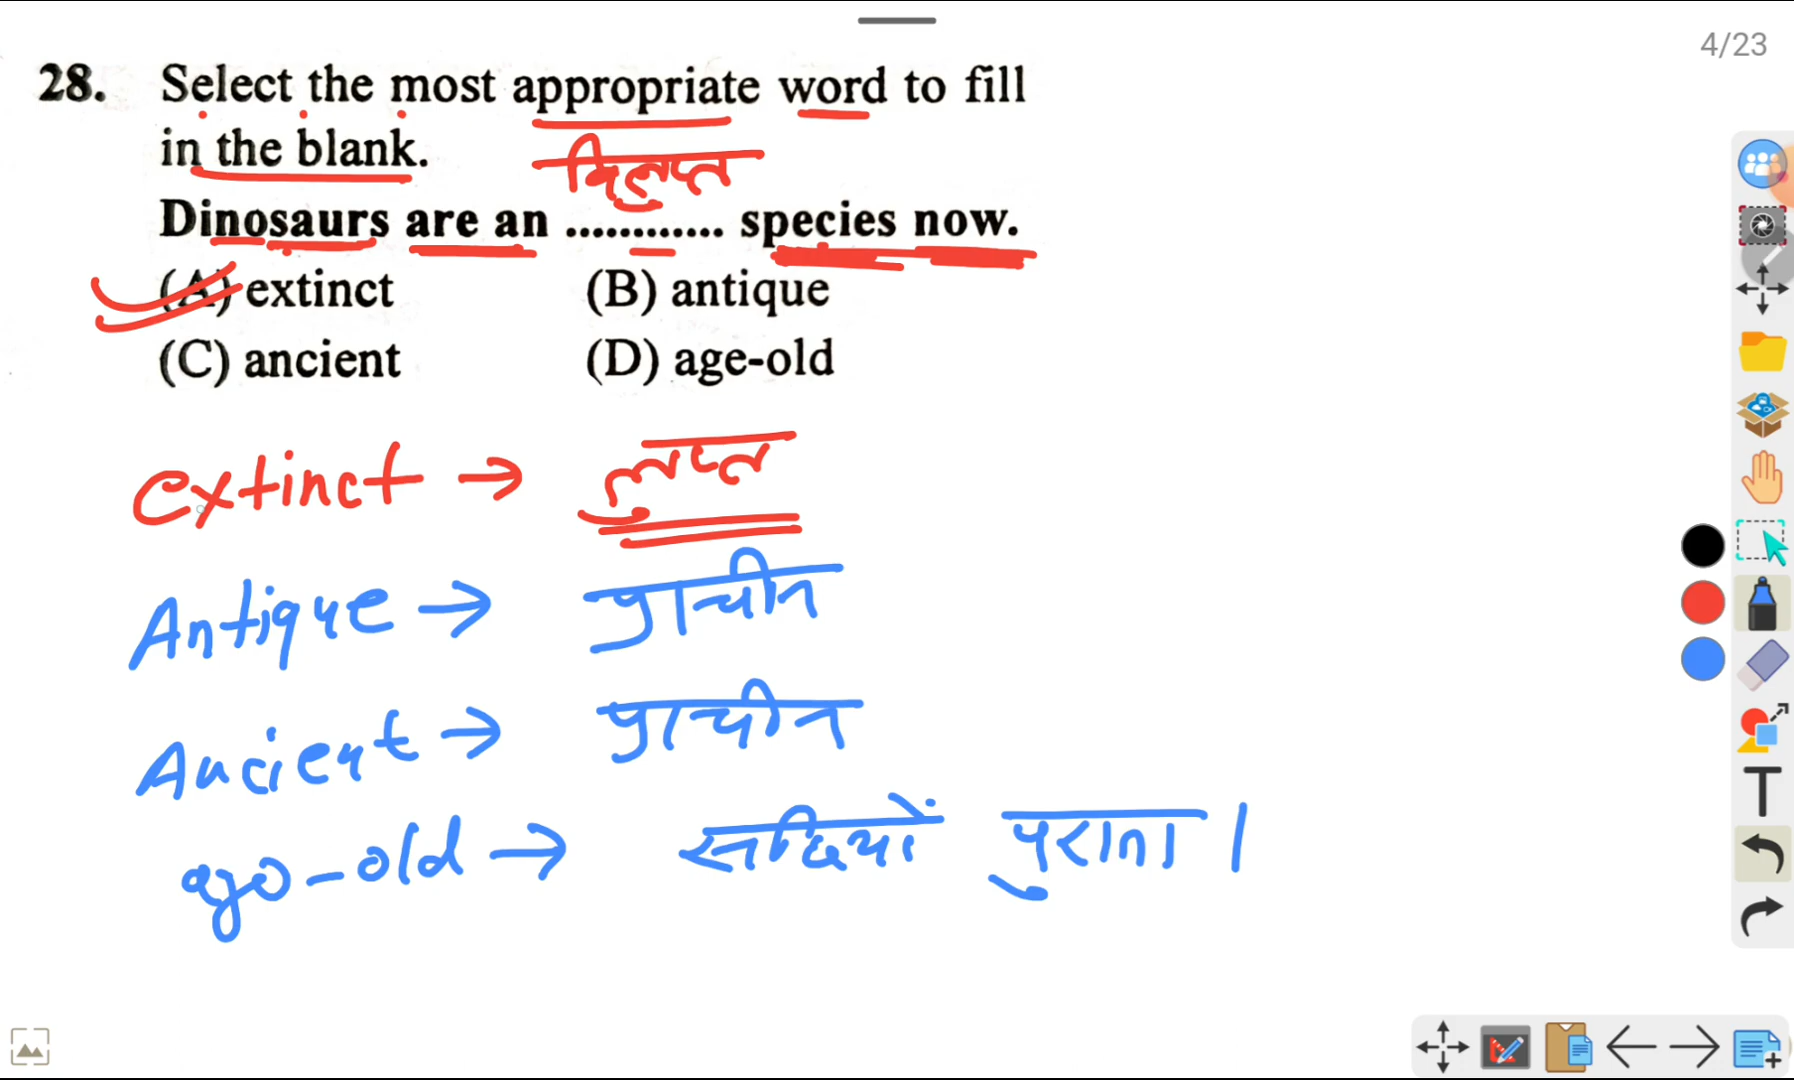 4/23
28. Select the most appropriate word to fill
in the blank.
विलुप्त
Dinosaurs are an ............ species now.
(A) extinct (B) antique
(C) ancient (D) age-old
extinct → लुप्त
Antique → प्राचीन
Ancient → प्राचीन
age-old → सदियों पुराना ।